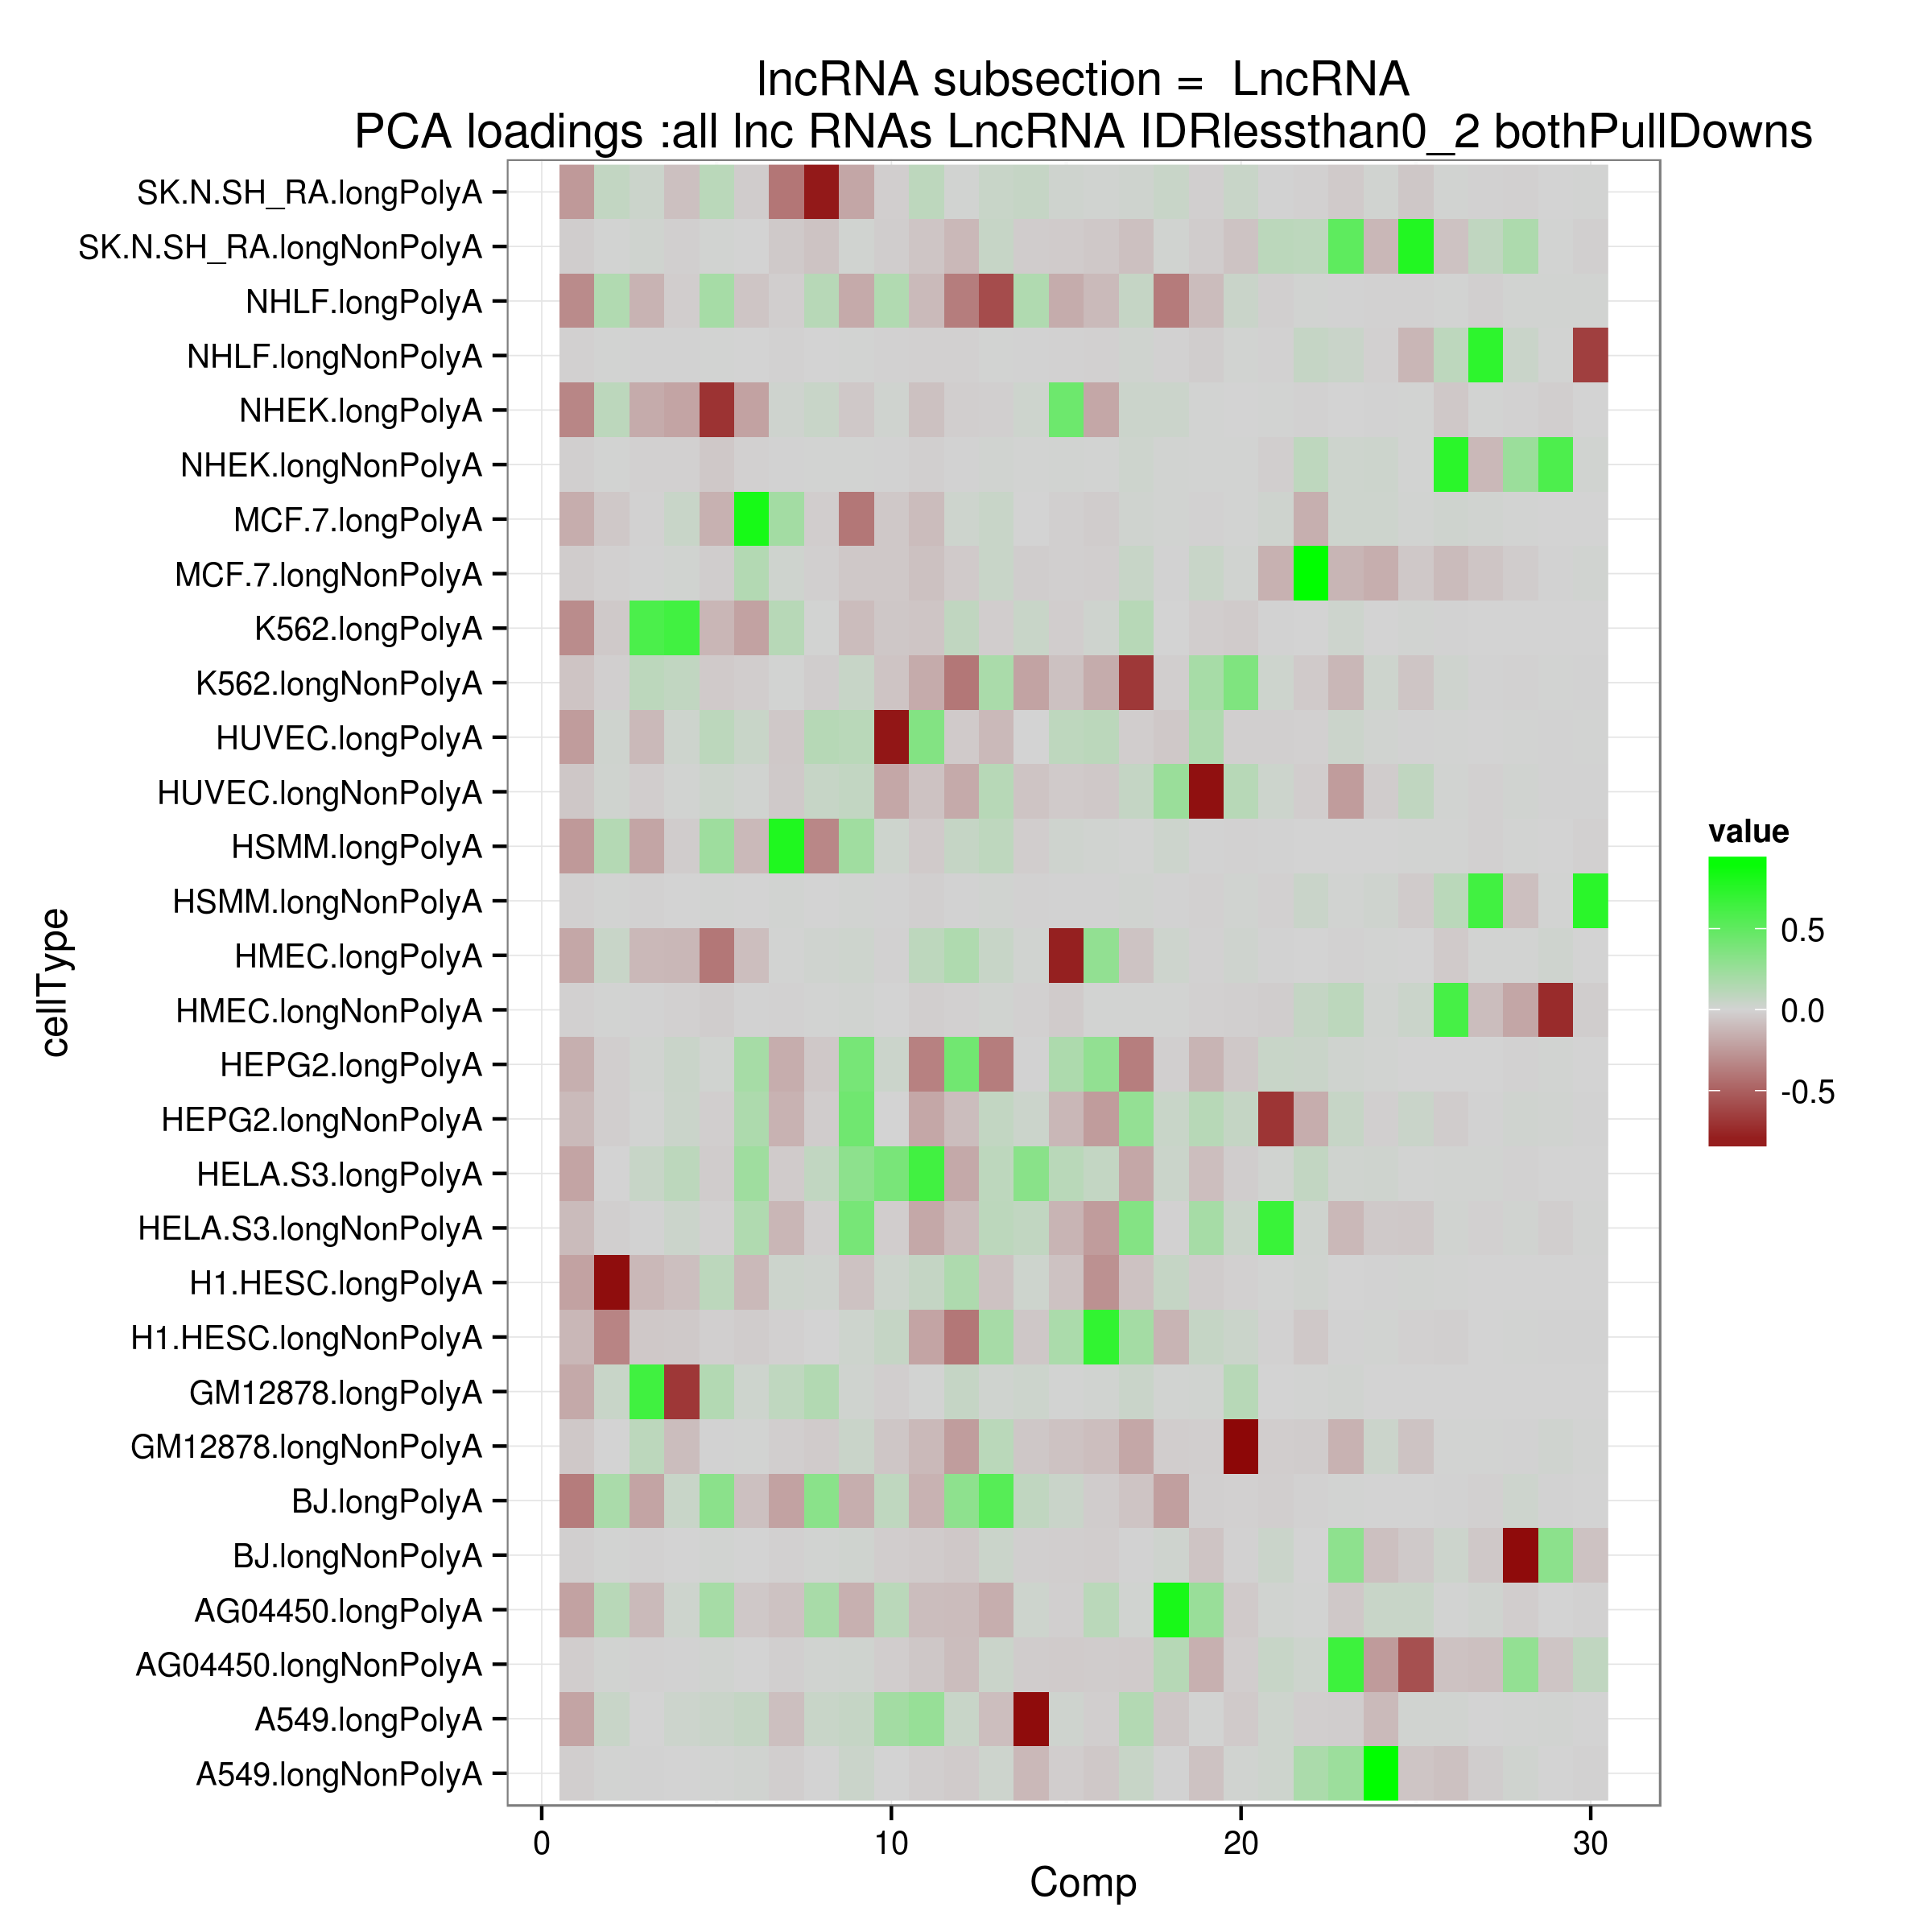 lncRNA subsection =  LncRNA
PCA loadings :all lnc RNAs LncRNA IDRlessthan0_2 bothPullDowns
SK.N.SH_RA.longPolyA
SK.N.SH_RA.longNonPolyA
NHLF.longPolyA
NHLF.longNonPolyA
NHEK.longPolyA
NHEK.longNonPolyA
MCF.7.longPolyA
MCF.7.longNonPolyA
K562.longPolyA
K562.longNonPolyA
HUVEC.longPolyA
HUVEC.longNonPolyA
HSMM.longPolyA
HSMM.longNonPolyA
HMEC.longPolyA
HMEC.longNonPolyA
HEPG2.longPolyA
HEPG2.longNonPolyA
HELA.S3.longPolyA
HELA.S3.longNonPolyA
H1.HESC.longPolyA
H1.HESC.longNonPolyA
GM12878.longPolyA
GM12878.longNonPolyA
BJ.longPolyA
BJ.longNonPolyA
AG04450.longPolyA
AG04450.longNonPolyA
A549.longPolyA
A549.longNonPolyA
cellType
0 10 20 30
Comp
value
0.5
0.0
-0.5